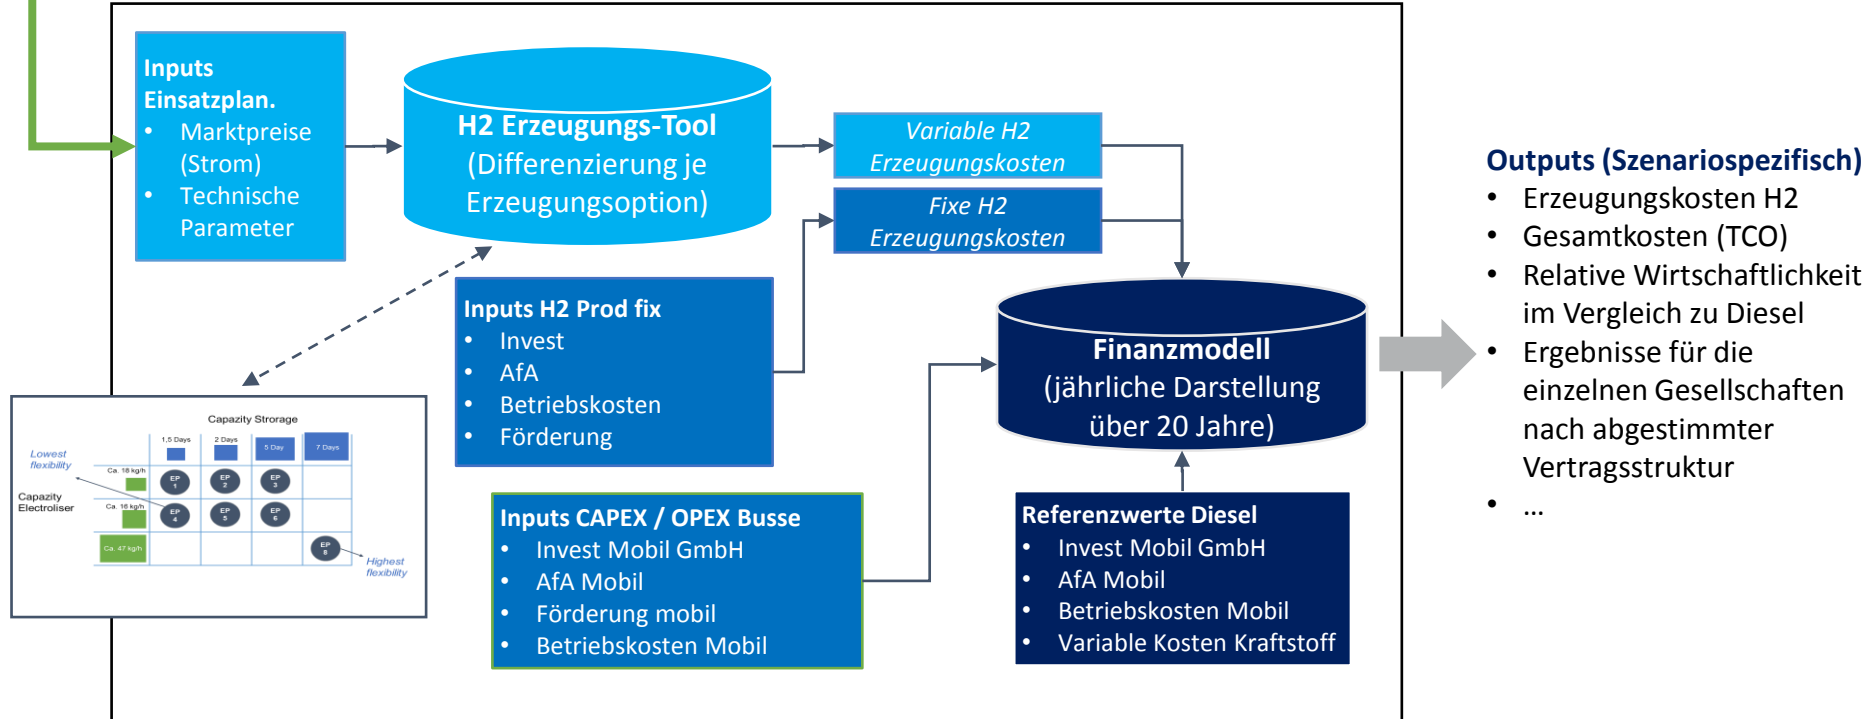 Inputs
Einsatzplan.
• Marktpreise
(Strom)
• Technische
Parameter
H2 Erzeugungs-Tool
(Differenzierung je
Erzeugungsoption)
Variable H2
Erzeugungskosten
Fixe H2
Erzeugungskosten
Inputs H2 Prod fix
• Invest
• AfA
• Betriebskosten
• Förderung
Finanzmodell
(jährliche Darstellung
über 20 Jahre)
Outputs (Szenariospezifisch)
• Erzeugungskosten H2
• Gesamtkosten (TCO)
• Relative Wirtschaftlichkeit
im Vergleich zu Diesel
• Ergebnisse für die
einzelnen Gesellschaften
nach abgestimmter
Vertragsstruktur
• ...
Capazity Strorage
1,5 Days
2 Days
5 Day
7 Days
Lowest
flexibility
Ca. 18 kg/h
EP
1
EP
2
EP
3
Capazity
Electroliser
Ca. 16 kg/h
EP
4
EP
5
EP
6
Ca. 47 kg/h
EP
8
Highest
flexibility
Inputs CAPEX / OPEX Busse
• Invest Mobil GmbH
• AfA Mobil
• Förderung mobil
• Betriebskosten Mobil
Referenzwerte Diesel
• Invest Mobil GmbH
• AfA Mobil
• Betriebskosten Mobil
• Variable Kosten Kraftstoff